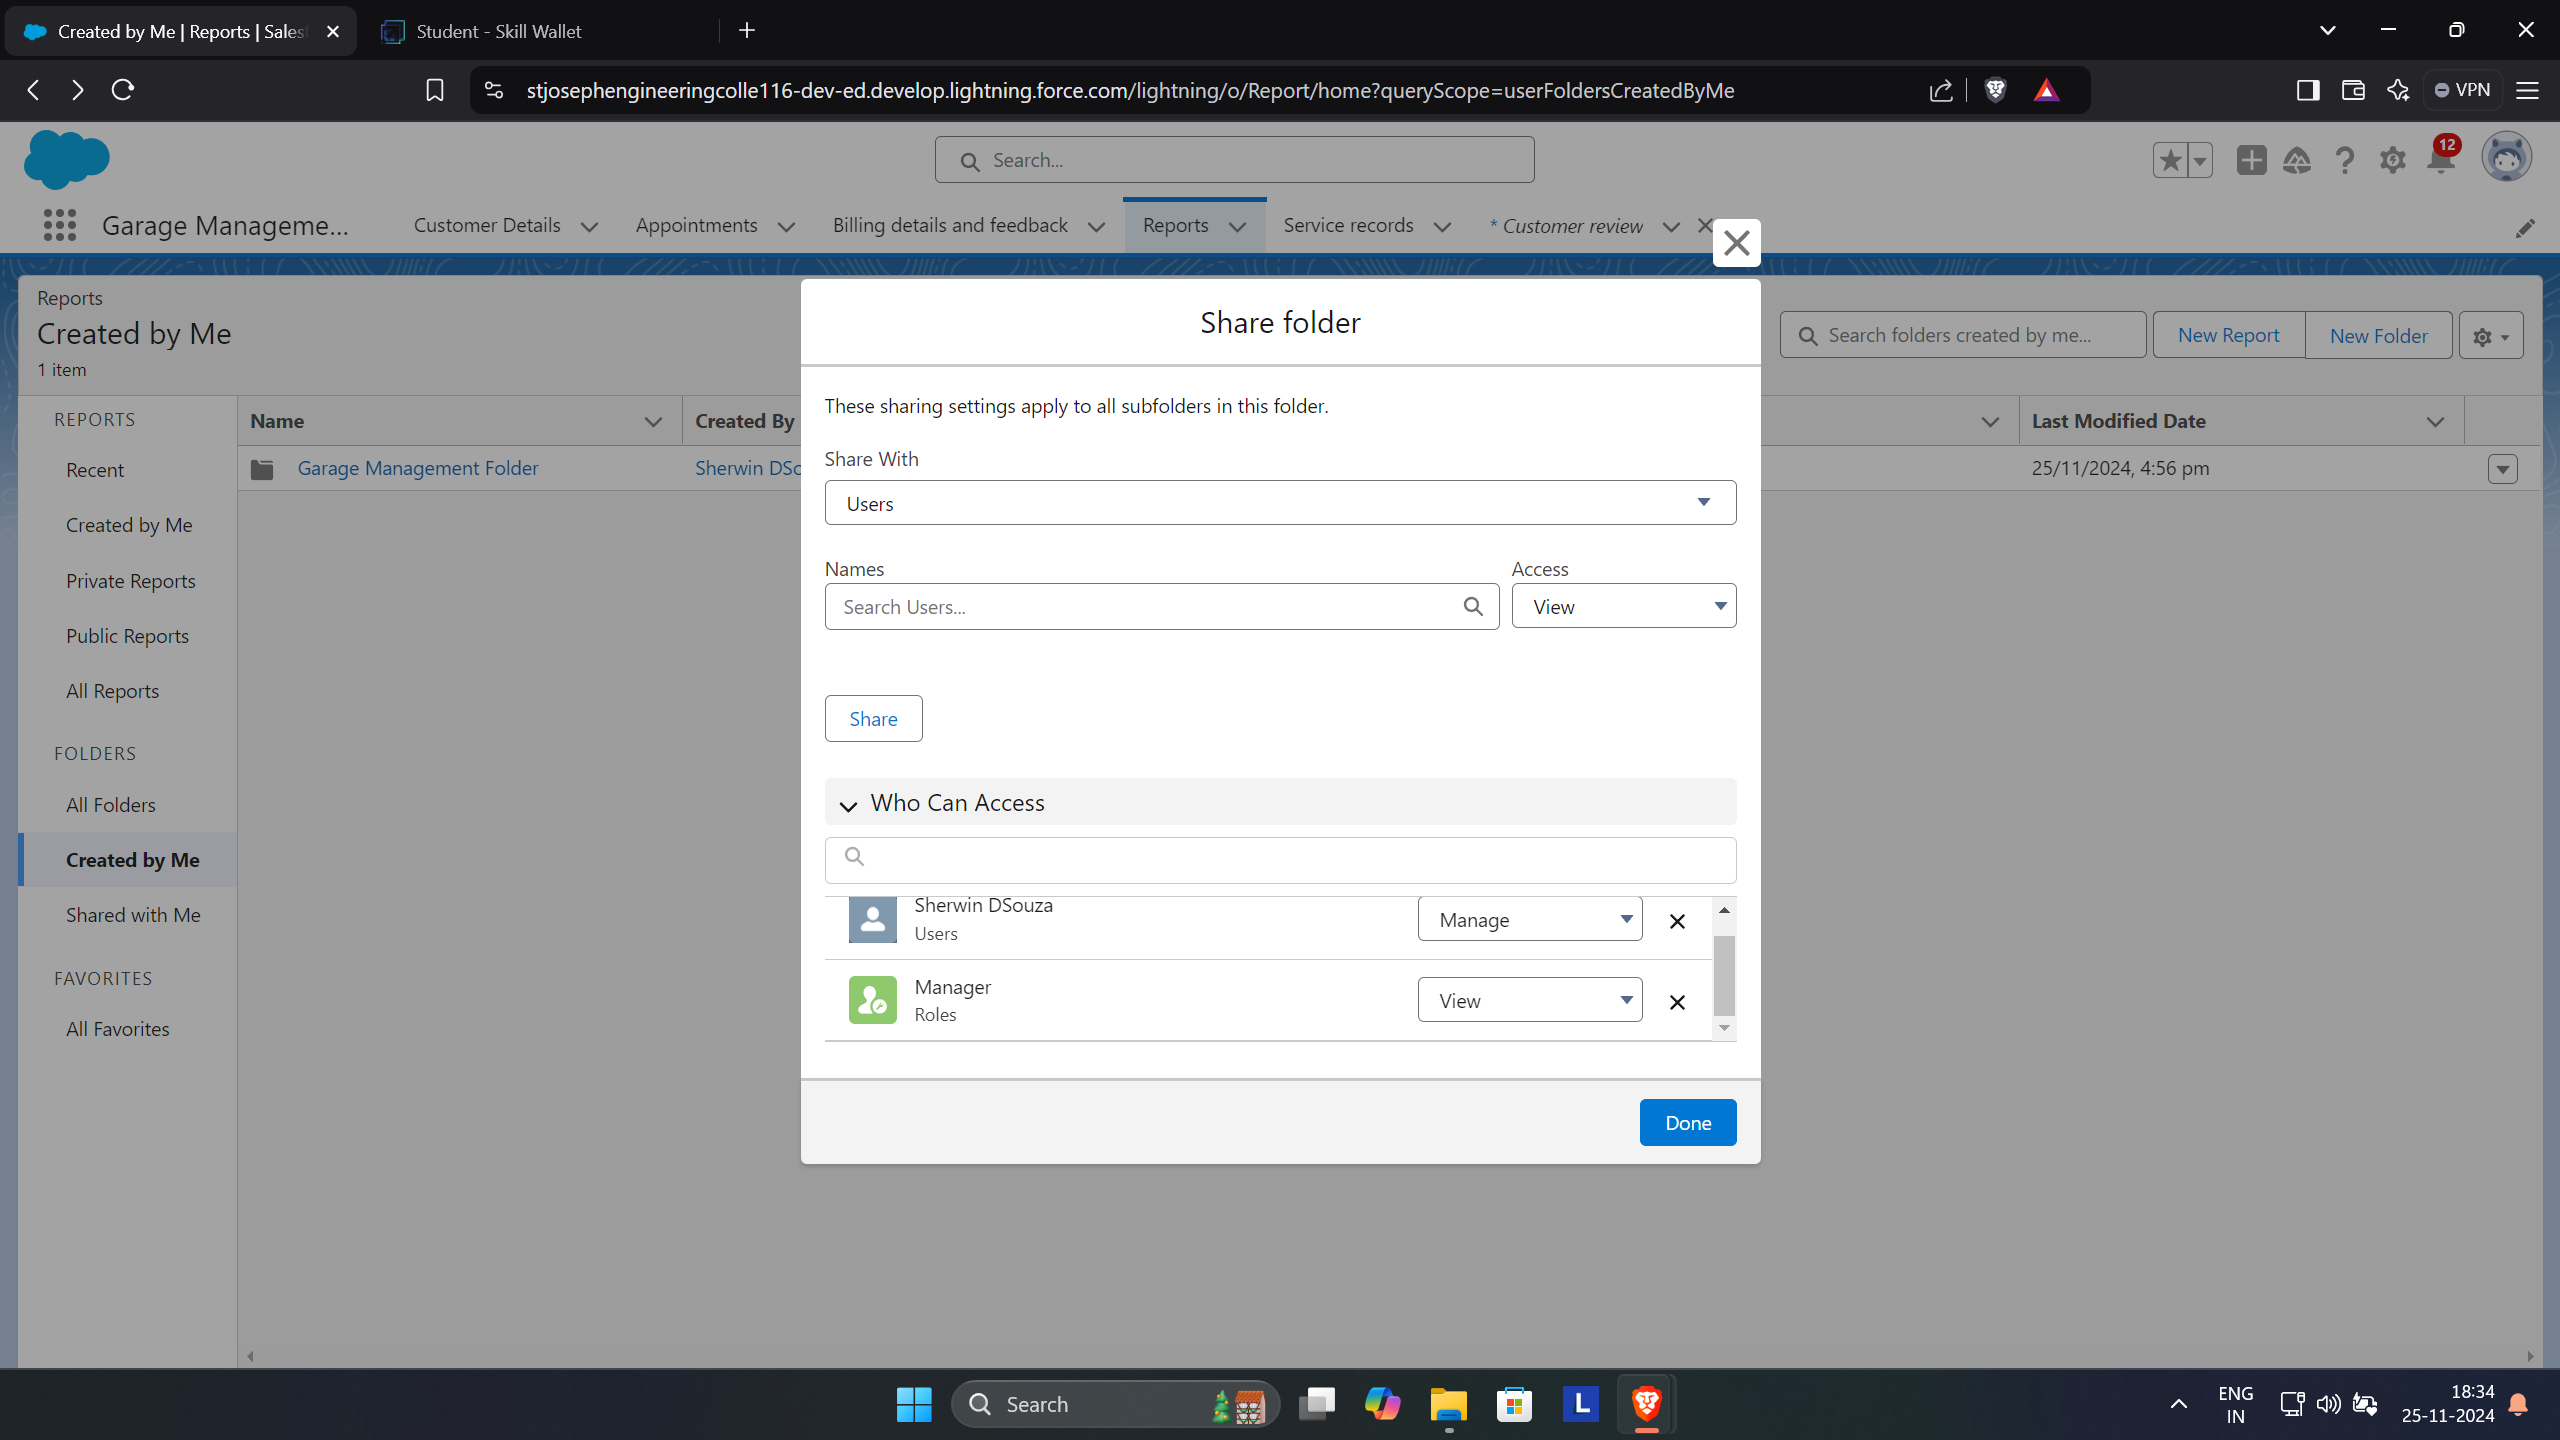 Created by Me | Reports | Sales
Student - Skill Wallet
stjosephengineeringcolle116-dev-ed.develop.lightning.force.com/lightning/o/Report/home?queryScope=userFoldersCreatedByMe
VPN
Search...
12
Garage Manageme...
Customer Details
Appointments
Billing details and feedback
Reports
Service records
* Customer review
Reports
Created by Me
1 item
Search folders created by me...
New Report
New Folder
REPORTS
Recent
Created by Me
Private Reports
Public Reports
All Reports
FOLDERS
All Folders
Created by Me
Shared with Me
FAVORITES
All Favorites
Name
Created By
Last Modified Date
Garage Management Folder
Sherwin DSo
25/11/2024, 4:56 pm
Share folder
These sharing settings apply to all subfolders in this folder.
Share With
Users
Names
Access
Search Users...
View
Share
Who Can Access
Sherwin DSouza
Users
Manage
Manager
Roles
View
Done
Search
L
ENG
IN
18:34
25-11-2024